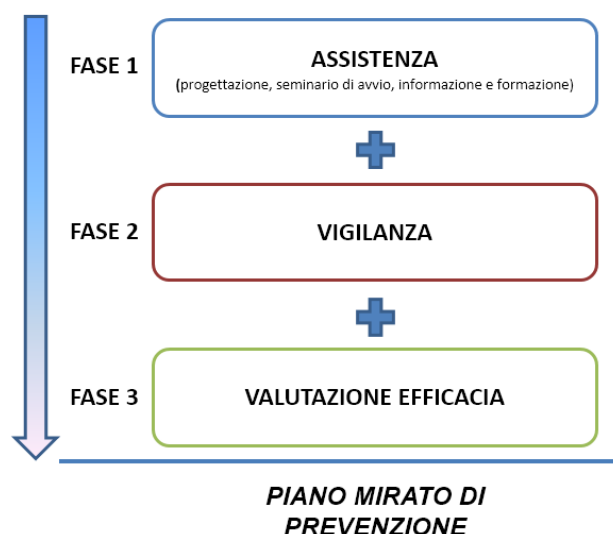 FASE 1
ASSISTENZA
(progettazione, seminario di avvio, informazione e formazione)
FASE 2
VIGILANZA
FASE 3
VALUTAZIONE EFFICACIA
PIANO MIRATO DI
PREVENZIONE